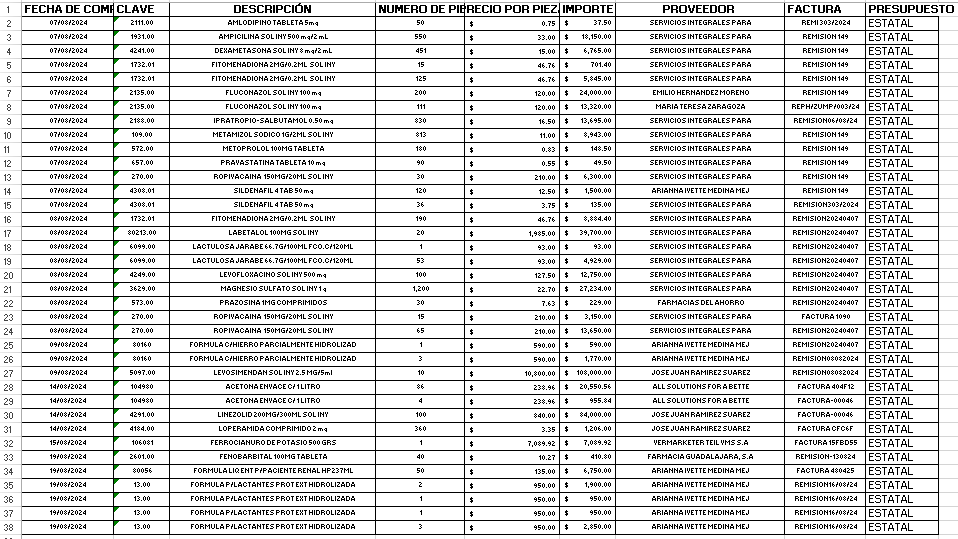 1 FECHA DE COMI CLAVE DESCRIPCIÓN NUMERO DE PIE PRECIO POR PIEZA IMPORTE PROVEEDOR FACTURA PRESUPUESTO
2 07/08/2024 2111.00 AMLODIPINO TABLETA 5mg 50 $ 0.75 $ 37.50 SERVICIOS INTEGRALES PARA REMI303/2024 ESTATAL
3 07/08/2024 1931.00 AMPICILINA SOL INY 500 mg/2 mL 550 $ 33.00 $ 18,150.00 SERVICIOS INTEGRALES PARA REMISION 149 ESTATAL
4 07/08/2024 4241.00 DEXAMETASONA SOL INY 8 mg/2 mL 451 $ 15.00 $ 6,765.00 SERVICIOS INTEGRALES PARA REMISION 149 ESTATAL
5 07/08/2024 1732.01 FITOMENADIONA 2MG/0.2ML SOL INY 15 $ 46.76 $ 701.40 SERVICIOS INTEGRALES PARA REMISION 149 ESTATAL
6 07/08/2024 1732.01 FITOMENADIONA 2MG/0.2ML SOL INY 125 $ 46.76 $ 5,845.00 SERVICIOS INTEGRALES PARA REMISION 149 ESTATAL
7 07/08/2024 2135.00 FLUCONAZOL SOL INY 100 mg 200 $ 120.00 $ 24,000.00 EMILIO HERNANDEZ MORENO REMISION 149 ESTATAL
8 07/08/2024 2135.00 FLUCONAZOL SOL INY 100 mg 111 $ 120.00 $ 13,320.00 MARIA TERESA ZARAGOZA REPH/ZUMP/003/24 ESTATAL
9 07/08/2024 2188.00 IPRATROPIO-SALBUTAMOL 0.50 mg 830 $ 16.50 $ 13,695.00 SERVICIOS INTEGRALES PARA REMISION06/08/24 ESTATAL
10 07/08/2024 109.00 METAMIZOL SODICO 1G/2ML SOL INY 813 $ 11.00 $ 8,943.00 SERVICIOS INTEGRALES PARA REMISION 149 ESTATAL
11 07/08/2024 572.00 METOPROLOL 100MG TABLETA 180 $ 0.83 $ 148.50 SERVICIOS INTEGRALES PARA REMISION 149 ESTATAL
12 07/08/2024 657.00 PRAVASTATINA TABLETA 10 mg 90 $ 0.55 $ 49.50 SERVICIOS INTEGRALES PARA REMISION 149 ESTATAL
13 07/08/2024 270.00 ROPIVACAINA 150MG/20ML SOL INY 30 $ 210.00 $ 6,300.00 SERVICIOS INTEGRALES PARA REMISION 149 ESTATAL
14 07/08/2024 4308.01 SILDENAFIL 4 TAB 50 mg 120 $ 12.50 $ 1,500.00 ARIANNA IVETTE MEDINA MEJ REMISION 149 ESTATAL
15 07/08/2024 4308.01 SILDENAFIL 4 TAB 50 mg 36 $ 3.75 $ 135.00 SERVICIOS INTEGRALES PARA REMISION303/2024 ESTATAL
16 08/08/2024 1732.01 FITOMENADIONA 2MG/0.2ML SOL INY 190 $ 46.76 $ 8,884.40 SERVICIOS INTEGRALES PARA REMISION20240407 ESTATAL
17 08/08/2024 80213.00 LABETALOL 100MG SOL INY 20 $ 1,985.00 $ 39,700.00 SERVICIOS INTEGRALES PARA REMISION20240407 ESTATAL
18 08/08/2024 6099.00 LACTULOSA JARABE 66.7G/100ML FCO.C/120ML 1 $ 93.00 $ 93.00 SERVICIOS INTEGRALES PARA REMISION20240407 ESTATAL
19 08/08/2024 6099.00 LACTULOSA JARABE 66.7G/100ML FCO.C/120ML 53 $ 93.00 $ 4,929.00 SERVICIOS INTEGRALES PARA REMISION20240407 ESTATAL
20 08/08/2024 4249.00 LEVOFLOXACINO SOL INY 500 mg 100 $ 127.50 $ 12,750.00 SERVICIOS INTEGRALES PARA REMISION20240407 ESTATAL
21 08/08/2024 3629.00 MAGNESIO SULFATO SOL INY 1 g 1,200 $ 22.70 $ 27,234.00 SERVICIOS INTEGRALES PARA REMISION20240407 ESTATAL
22 08/08/2024 573.00 PRAZOSINA 1MG COMPRIMIDOS 30 $ 7.63 $ 229.00 FARMACIAS DEL AHORRO REMISION20240407 ESTATAL
23 08/08/2024 270.00 ROPIVACAINA 150MG/20ML SOL INY 15 $ 210.00 $ 3,150.00 SERVICIOS INTEGRALES PARA FACTURA 1090 ESTATAL
24 08/08/2024 270.00 ROPIVACAINA 150MG/20ML SOL INY 65 $ 210.00 $ 13,650.00 SERVICIOS INTEGRALES PARA REMISION20240407 ESTATAL
25 09/08/2024 80160 FORMULA C/HIERRO PARCIALMENTE HIDROLIZAD 1 $ 590.00 $ 590.00 ARIANNA IVETTE MEDINA MEJ REMISION20240407 ESTATAL
26 09/08/2024 80160 FORMULA C/HIERRO PARCIALMENTE HIDROLIZAD 3 $ 590.00 $ 1,770.00 ARIANNA IVETTE MEDINA MEJ REMISION08082024 ESTATAL
27 09/08/2024 5097.00 LEVOSIMENDAN SOL INY 2.5 MG/5ml 10 $ 10,800.00 $ 108,000.00 JOSE JUAN RAMIREZ SUAREZ REMISION08082024 ESTATAL
28 14/08/2024 104980 ACETONA ENVACE C/ 1 LITRO 86 $ 238.96 $ 20,550.56 ALL SOLUTIONS FOR A BETTE FACTURA 404F12 ESTATAL
29 14/08/2024 104980 ACETONA ENVACE C/ 1 LITRO 4 $ 238.96 $ 955.84 ALL SOLUTIONS FOR A BETTE FACTURA-00046 ESTATAL
30 14/08/2024 4291.00 LINEZOLID 200MG/300ML SOL INY 100 $ 840.00 $ 84,000.00 JOSE JUAN RAMIREZ SUAREZ FACTURA-00046 ESTATAL
31 14/08/2024 4184.00 LOPERAMIDA COMPRIMIDO 2 mg 360 $ 3.35 $ 1,206.00 JOSE JUAN RAMIREZ SUAREZ FACTURA CFC6F ESTATAL
32 15/08/2024 106081 FERROCIANURO DE POTASIO 500 GRS 1 $ 7,089.92 $ 7,089.92 VERMARKETER TEIL VMS S.A FACTURA 15FBD55 ESTATAL
33 19/08/2024 2601.00 FENOBARBITAL 100MG TABLETA 40 $ 10.27 $ 410.80 FARMACIA GUADALAJARA, S.A REMISION-130824 ESTATAL
34 19/08/2024 80056 FORMULA LIQ ENT P/PACIENTE RENAL HP 237ML 50 $ 135.00 $ 6,750.00 ARIANNA IVETTE MEDINA MEJ FACTURA 480425 ESTATAL
35 19/08/2024 13.00 FORMULA P/LACTANTES PROT EXT HIDROLIZADA 2 $ 950.00 $ 1,900.00 ARIANNA IVETTE MEDINA MEJ REMISION16/08/24 ESTATAL
36 19/08/2024 13.00 FORMULA P/LACTANTES PROT EXT HIDROLIZADA 1 $ 950.00 $ 950.00 ARIANNA IVETTE MEDINA MEJ REMISION16/08/24 ESTATAL
37 19/08/2024 13.00 FORMULA P/LACTANTES PROT EXT HIDROLIZADA 1 $ 950.00 $ 950.00 ARIANNA IVETTE MEDINA MEJ REMISION16/08/24 ESTATAL
38 19/08/2024 13.00 FORMULA P/LACTANTES PROT EXT HIDROLIZADA 3 $ 950.00 $ 2,850.00 ARIANNA IVETTE MEDINA MEJ REMISION16/08/24 ESTATAL